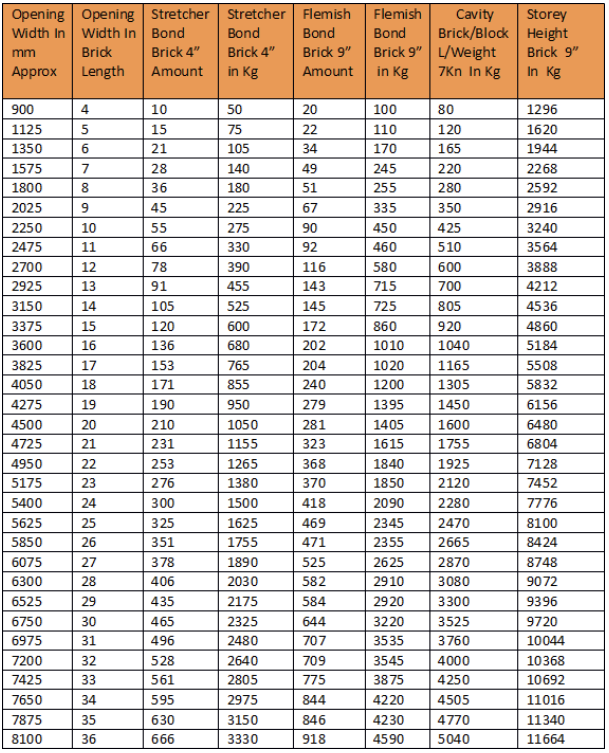 Opening Width In mm Approx | Opening Width In Brick Length | Stretcher Bond Brick 4” Amount | Stretcher Bond Brick 4” in Kg | Flemish Bond Brick 9” Amount | Flemish Bond Brick 9” in Kg | Cavity Brick/Block L/Weight 7Kn In Kg | Storey Height Brick 9” In Kg
900 4 10 50 20 100 80 1296
1125 5 15 75 22 110 120 1620
1350 6 21 105 34 170 165 1944
1575 7 28 140 49 245 220 2268
1800 8 36 180 51 255 280 2592
2025 9 45 225 67 335 350 2916
2250 10 55 275 90 450 425 3240
2475 11 66 330 92 460 510 3564
2700 12 78 390 116 580 600 3888
2925 13 91 455 143 715 700 4212
3150 14 105 525 145 725 805 4536
3375 15 120 600 172 860 920 4860
3600 16 136 680 202 1010 1040 5184
3825 17 153 765 204 1020 1165 5508
4050 18 171 855 240 1200 1305 5832
4275 19 190 950 279 1395 1450 6156
4500 20 210 1050 281 1405 1600 6480
4725 21 231 1155 323 1615 1755 6804
4950 22 253 1265 368 1840 1925 7128
5175 23 276 1380 370 1850 2120 7452
5400 24 300 1500 418 2090 2280 7776
5625 25 325 1625 469 2345 2470 8100
5850 26 351 1755 471 2355 2665 8424
6075 27 378 1890 525 2625 2870 8748
6300 28 406 2030 582 2910 3080 9072
6525 29 435 2175 584 2920 3300 9396
6750 30 465 2325 644 3220 3525 9720
6975 31 496 2480 707 3535 3760 10044
7200 32 528 2640 709 3545 4000 10368
7425 33 561 2805 775 3875 4250 10692
7650 34 595 2975 844 4220 4505 11016
7875 35 630 3150 846 4230 4770 11340
8100 36 666 3330 918 4590 5040 11664